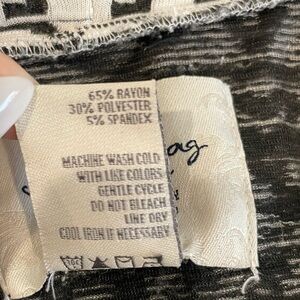 65% RAYON
30% POLYESTER
5% SPANDEX
ag
MACHINE WASH COLD
WITH LIKE COLORS
GENTLE CYCLE
DO NOT BLEACH
LINE DRY
COOL IRON IF NECESSARY